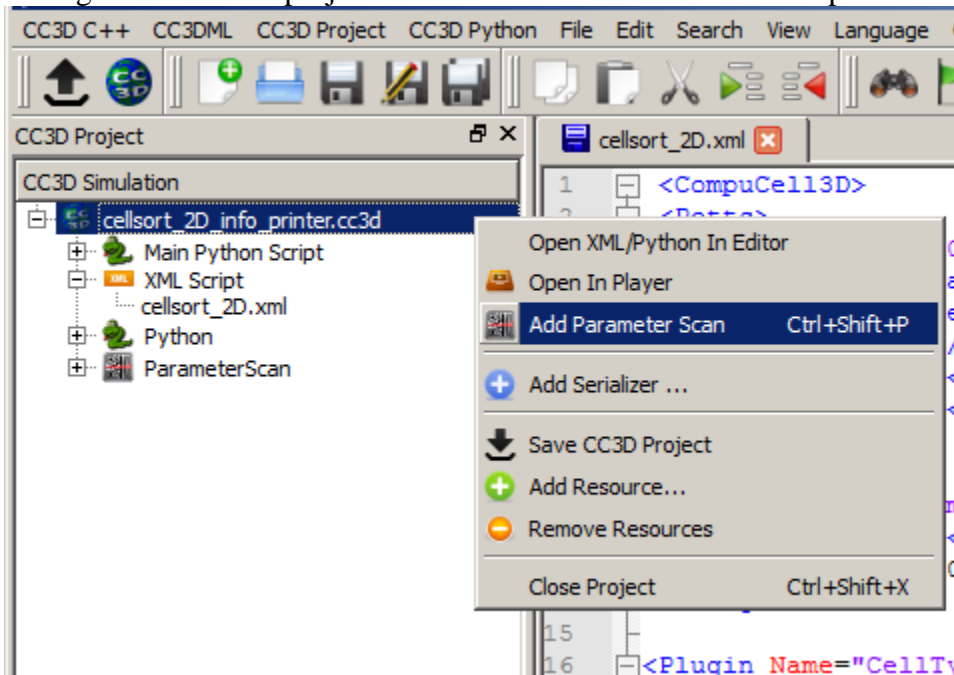 CC3D C++ CC3DML CC3D Project CC3D Python File Edit Search View Language
CC3D Project
cellsort_2D.xml
CC3D Simulation
cellsort_2D_info_printer.cc3d
Main Python Script
XML Script
cellsort_2D.xml
Python
ParameterScan
1 <CompuCell3D>
Open XML/Python In Editor
Open In Player
Add Parameter Scan Ctrl+Shift+P
Add Serializer ...
Save CC3D Project
Add Resource...
Remove Resources
Close Project Ctrl+Shift+X
15
16 <Plugin Name="CellTy